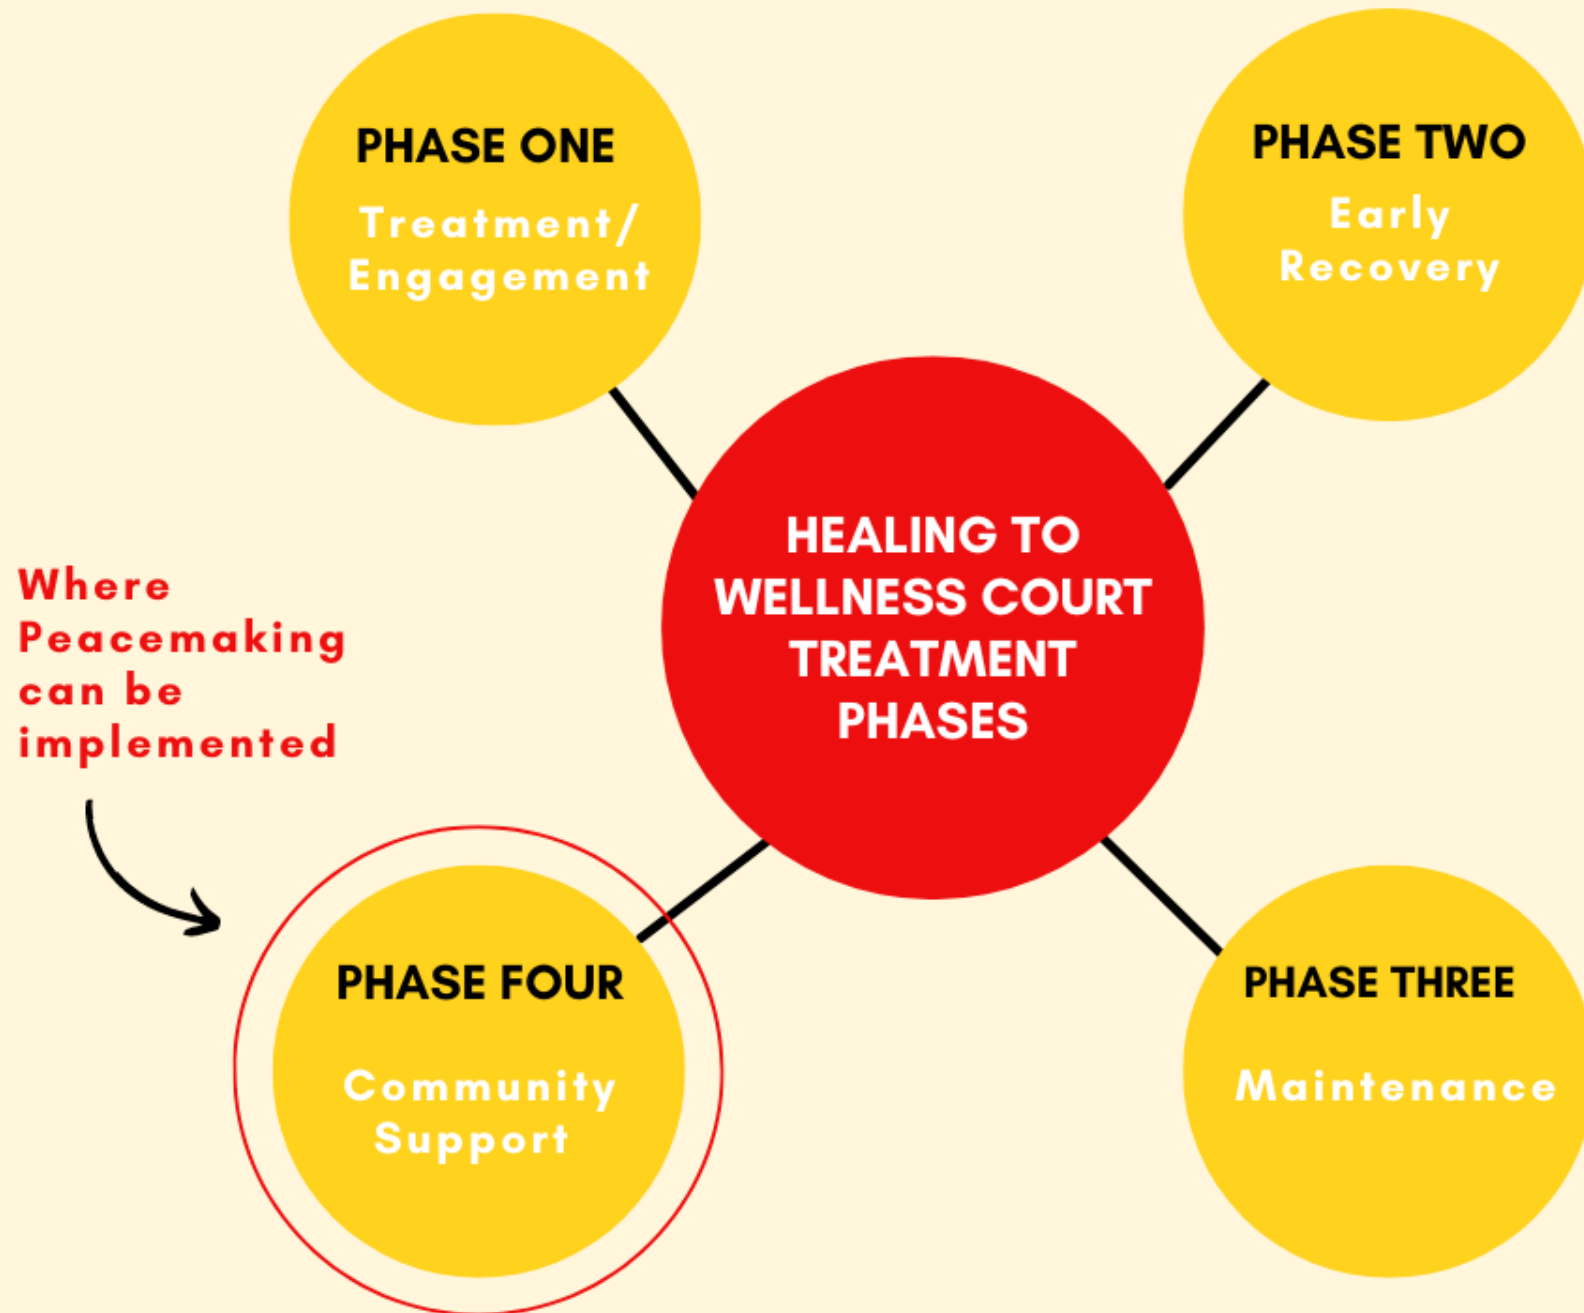 PHASE ONE
Treatment/
Engagement
PHASE TWO
Early
Recovery
HEALING TO
WELLNESS COURT
TREATMENT
PHASES
Where
Peacemaking
can be
implemented
PHASE FOUR
Community
Support
PHASE THREE
Maintenance